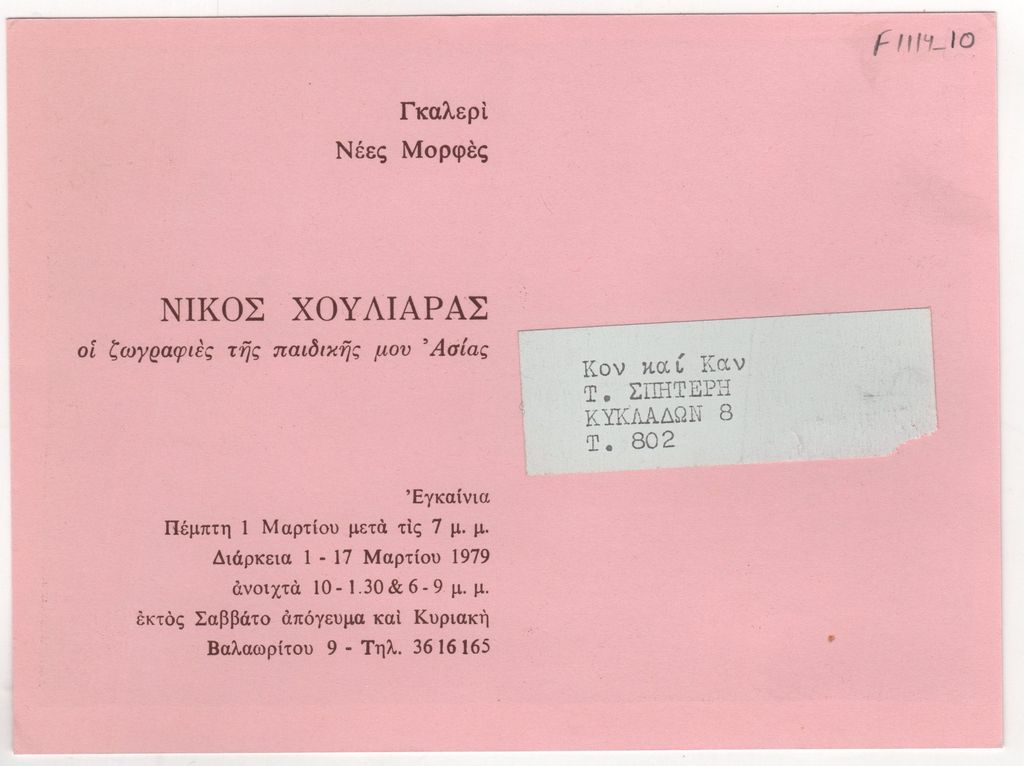 F1114_10
Γκαλερὶ
Νέες Μορφὲς
ΝΙΚΟΣ ΧΟΥΛΙΑΡΑΣ
οἱ ζωγραφιὲς τῆς παιδικῆς μου Ἀσίας
Κον καί Καν
Τ. ΣΠΗΤΕΡΗ
ΚΥΚΛΑΔΩΝ 8
Τ. 802
Ἐγκαίνια
Πέμπτη 1 Μαρτίου μετὰ τὶς 7 μ. μ.
Διάρκεια 1 - 17 Μαρτίου 1979
ἀνοιχτὰ 10 - 1.30 & 6 - 9 μ. μ.
ἐκτὸς Σαββάτο ἀπόγευμα καὶ Κυριακὴ
Βαλαωρίτου 9 - Τηλ. 36 16 165